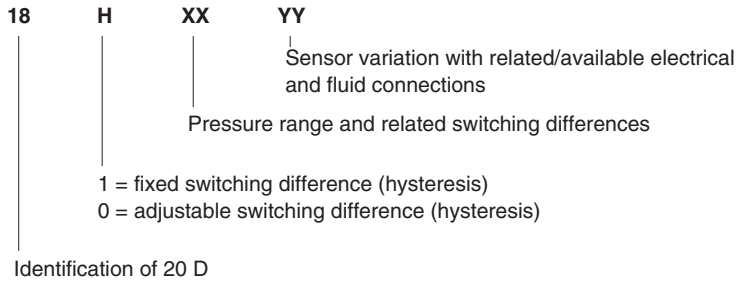 18 H XX YY
Sensor variation with related/available electrical
and fluid connections
Pressure range and related switching differences
1 = fixed switching difference (hysteresis)
0 = adjustable switching difference (hysteresis)
Identification of 20 D